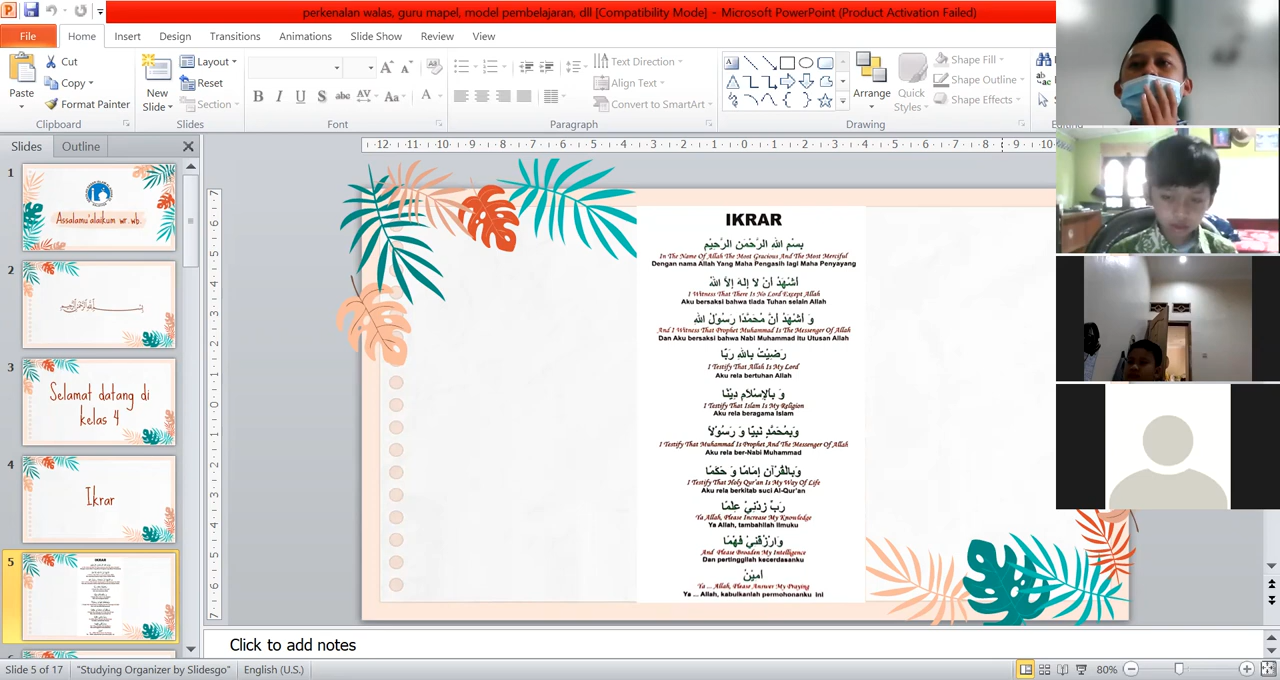 perkenalan walas, guru mapel, model pembelajaran, dll [Compatibility Mode] - Microsoft PowerPoint (Product Activation Failed)
File Home Insert Design Transitions Animations Slide Show Review View
Cut Layout Text Direction Shape Fill
Copy Reset Align Text Shape Outline
Paste Format Painter New Slide Section Convert to SmartArt Arrange Quick Styles Shape Effects
Clipboard Slides Font Paragraph Drawing
Slides Outline
1
Assalamu'alaikum wr. wb.
2
3
Selamat datang di
kelas 4
4
Ikrar
5
IKRAR
بِسْمِ اللهِ الرَّحْمَنِ الرَّحِيْمِ
In The Name Of Allah The Most Gracious And The Most Merciful
Dengan nama Allah Yang Maha Pengasih lagi Maha Penyayang
أَشْهَدُ أَنْ لاَ إِلهَ إِلاَّ اللهُ
I Witness That There Is No Lord Except Allah
Aku bersaksi bahwa tiada Tuhan selain Allah
وَ أَشْهَدُ أَنَّ مُحَمَّدًا رَسُوْلُ اللهِ
And I Witness That Prophet Muhammad Is The Messenger Of Allah
Dan Aku bersaksi bahwa Nabi Muhammad itu Utusan Allah
رَضِيْتُ بِاللهِ رَبًّا
I Testify That Allah Is My Lord
Aku rela bertuhan Allah
وَ بِالْإِسْلَامِ دِيْنًا
I Testify That Islam Is My Religion
Aku rela beragama Islam
وَبِمُحَمَّدٍ نَبِيًّا وَ رَسُوْلاً
I Testify That Muhammad Is Prophet And The Messenger Of Allah
Aku rela ber-Nabi Muhammad
وَبِالْقُرْآنِ إِمَامًا وَ حَكَمًا
I Testify That Holy Qur'an Is My Way Of Life
Aku rela berkitab suci Al-Qur'an
رَبِّ زِدْنِيْ عِلْمًا
Ya Allah, Please Increase My Knowledge
Ya Allah, tambahilah ilmuku
وَارْزُقْنِيْ فَهْمًا
And Please Broaden My Intelligence
Dan pertinggilah kecerdasanku
آمِيْنْ
Ya ... Allah, Please Answer My Praying
Ya ... Allah, kabulkanlah permohonanku ini
Click to add notes
Slide 5 of 17 "Studying Organizer by Slidesgo" English (U.S.) 80%